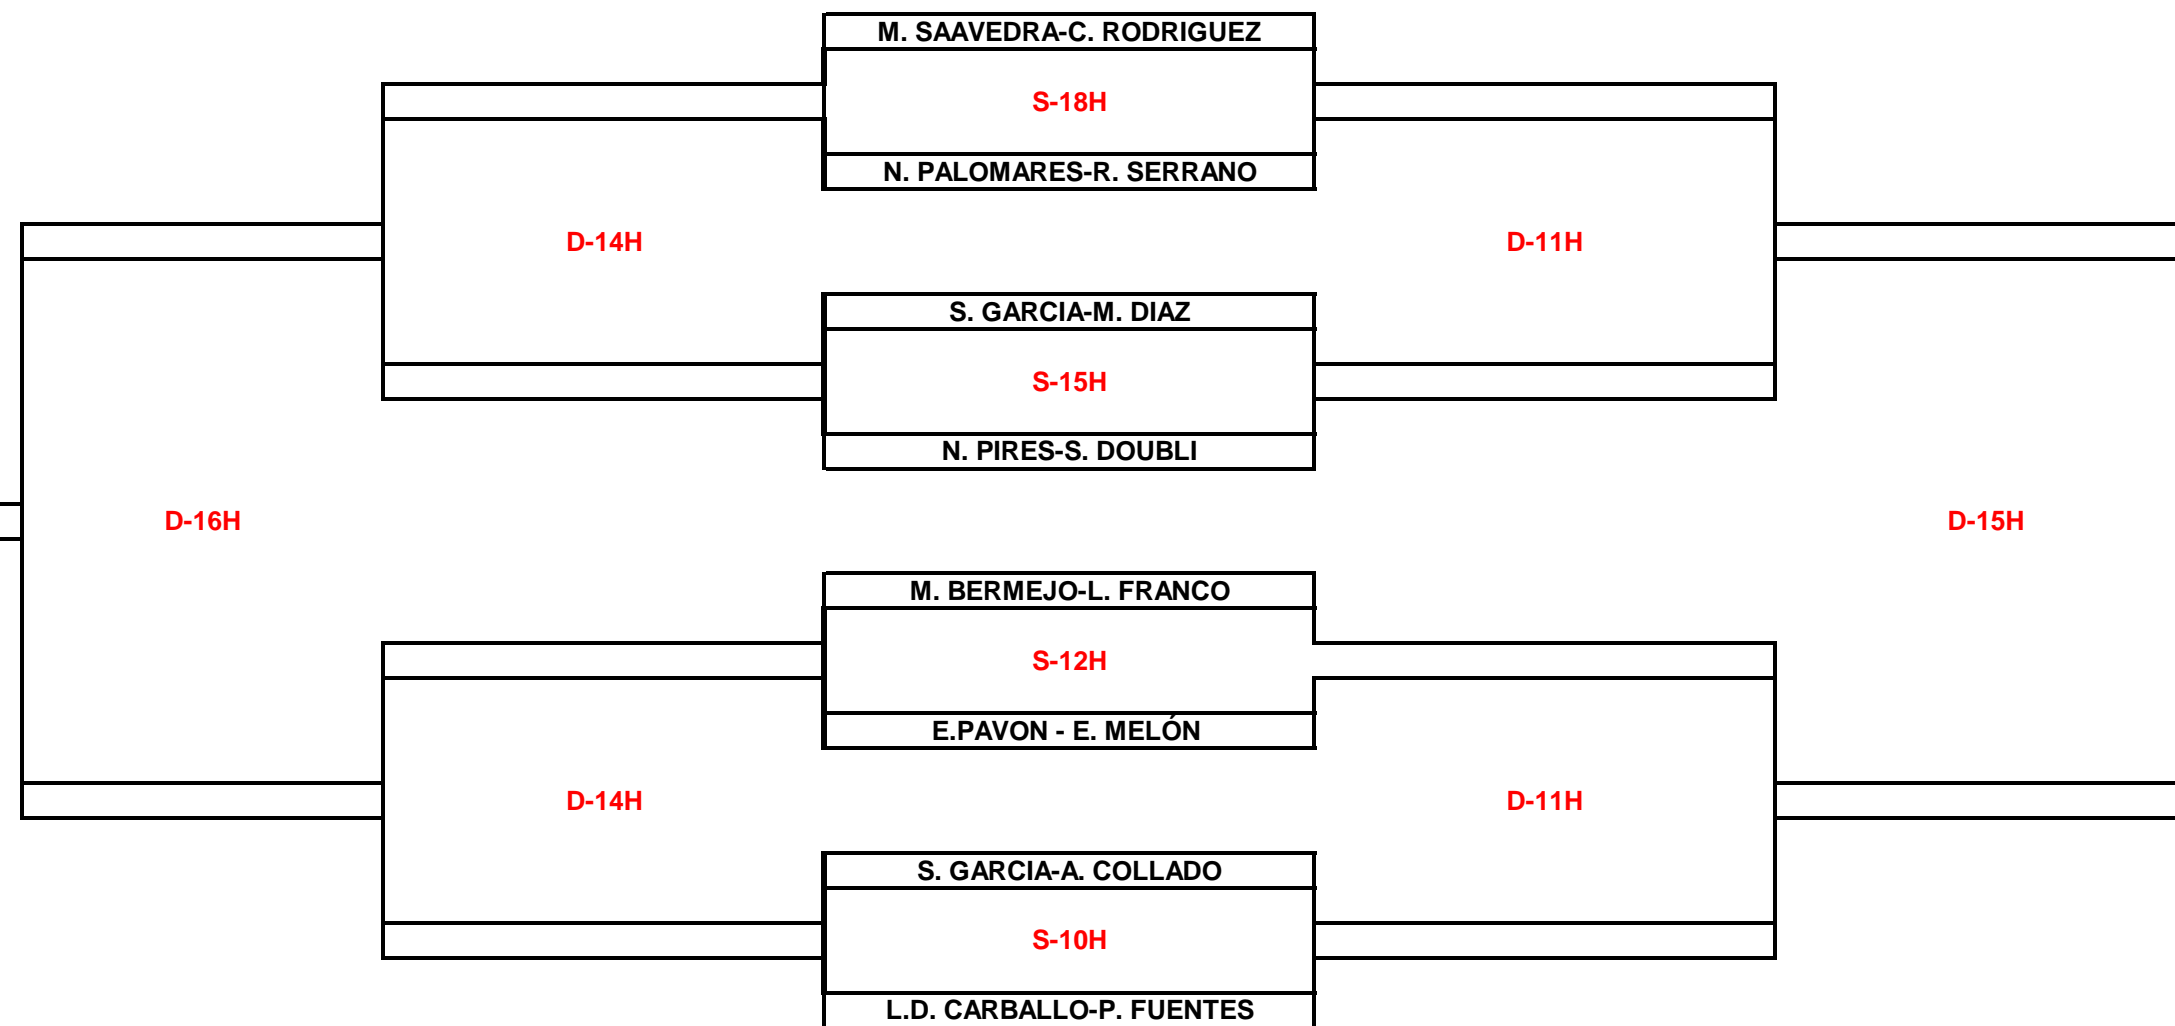 M. SAAVEDRA-C. RODRIGUEZ
S-18H
N. PALOMARES-R. SERRANO
D-14H
D-11H
S. GARCIA-M. DIAZ
S-15H
N. PIRES-S. DOUBLI
D-16H
D-15H
M. BERMEJO-L. FRANCO
S-12H
E.PAVON - E. MELÓN
D-14H
D-11H
S. GARCIA-A. COLLADO
S-10H
L.D. CARBALLO-P. FUENTES